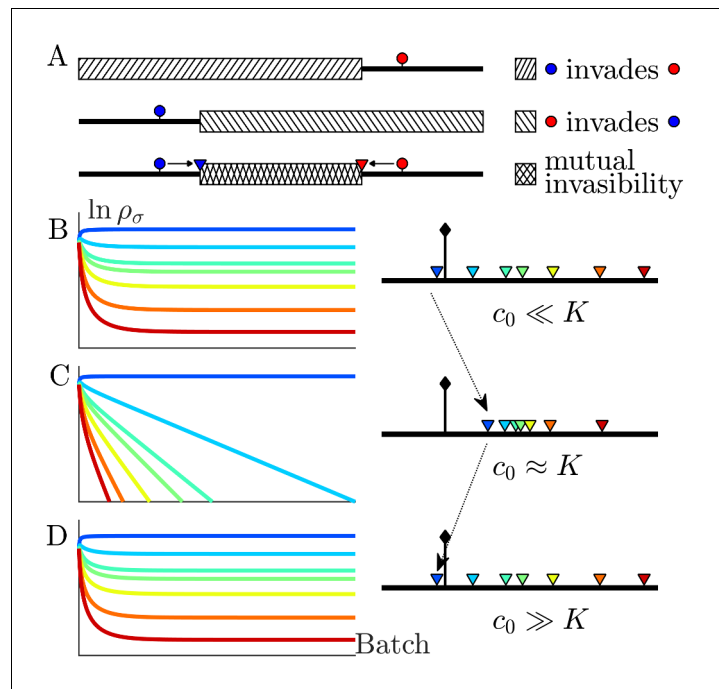 A
invades
invades
mutual
invasibility
B
ln ρσ
c₀ ≪ K
C
c₀ ≈ K
D
c₀ ≫ K
Batch